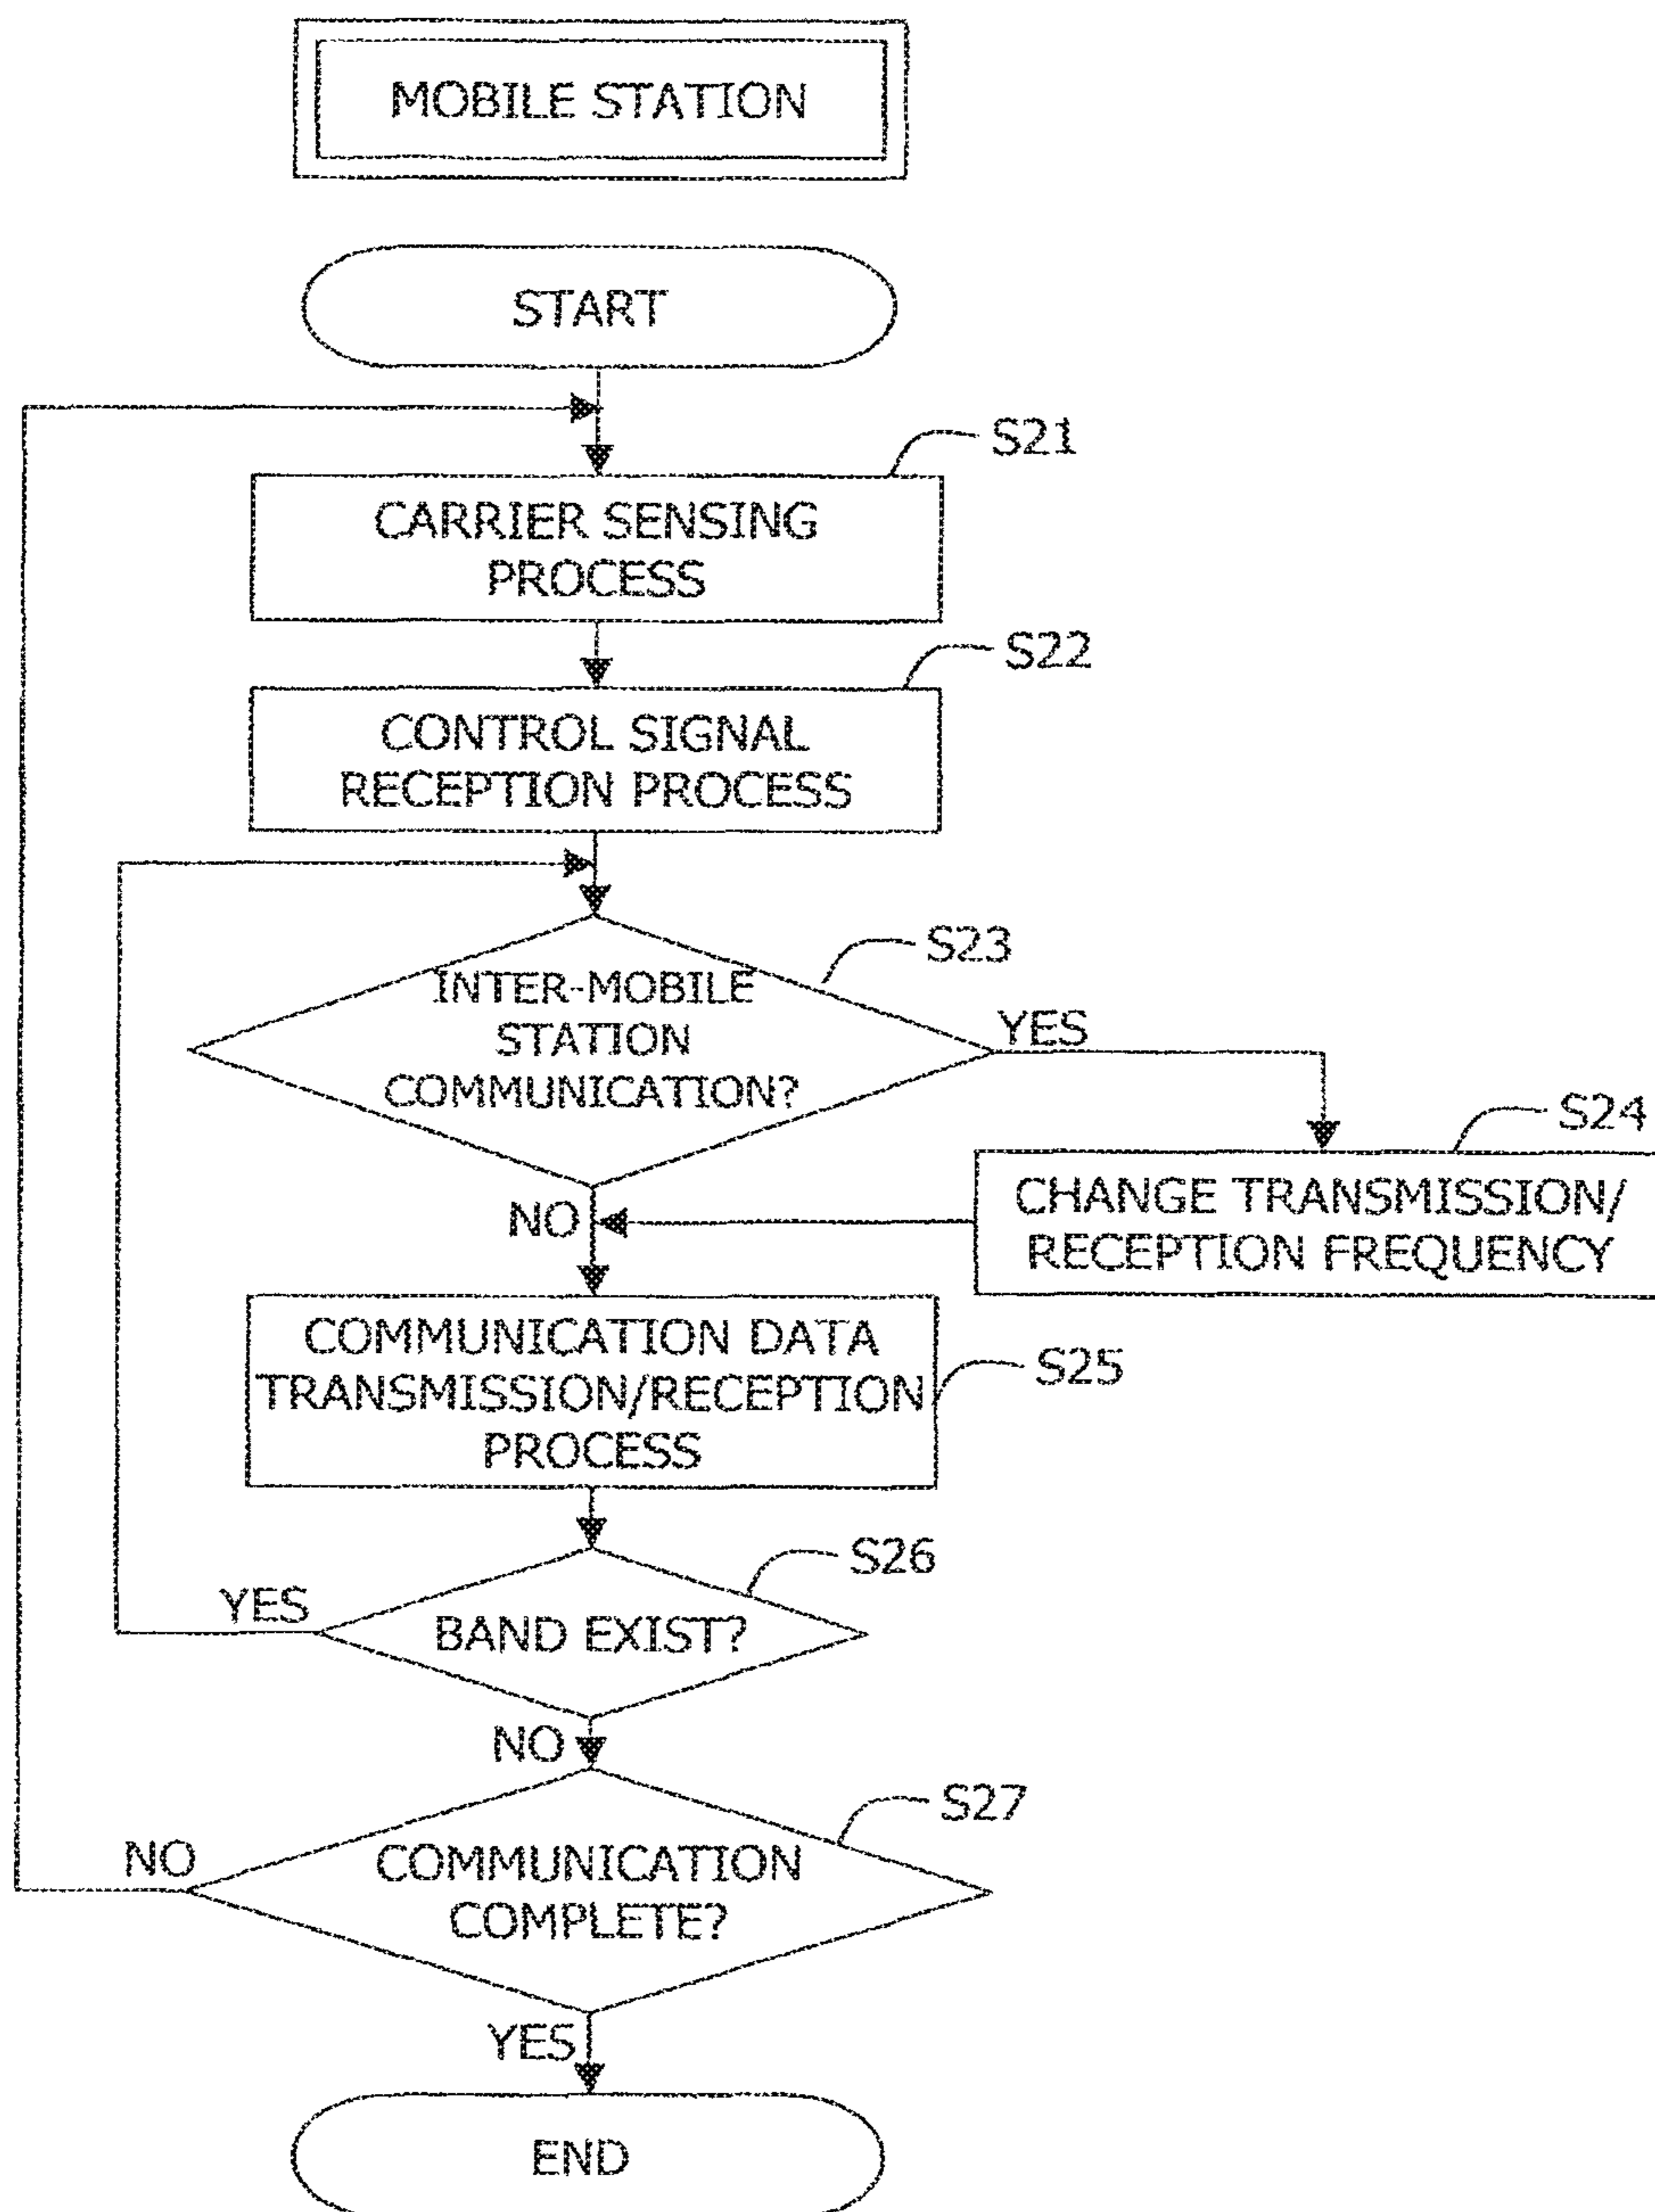 MOBILE STATION
START
S21
CARRIER SENSING
PROCESS
S22
CONTROL SIGNAL
RECEPTION PROCESS
S23
INTER-MOBILE
STATION
COMMUNICATION?
YES
S24
CHANGE TRANSMISSION/
RECEPTION FREQUENCY
NO
COMMUNICATION DATA
TRANSMISSION/RECEPTION
PROCESS
S25
S26
YES
BAND EXIST?
NO
S27
NO
COMMUNICATION
COMPLETE?
YES
END